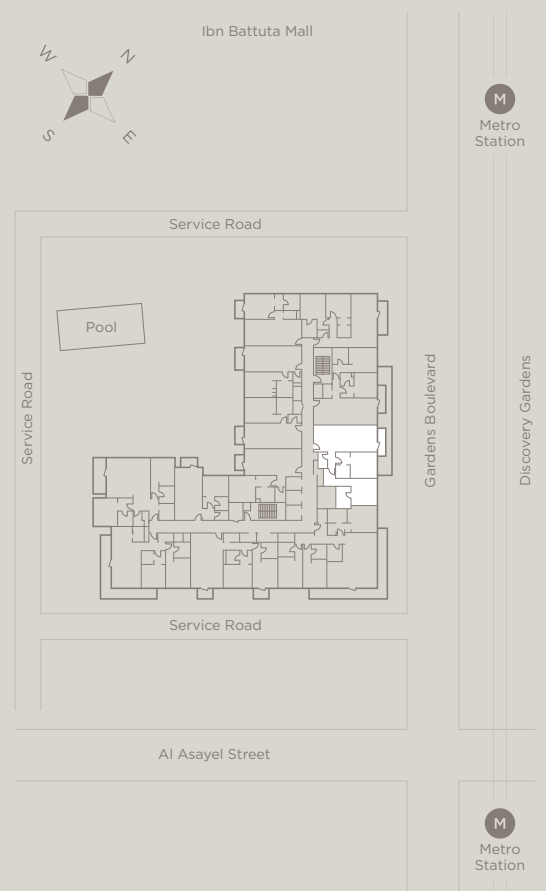 Ibn Battuta Mall
W
N
S
E
M
Metro
Station
Service Road
Pool
Service Road
Gardens Boulevard
Discovery Gardens
Service Road
Al Asayel Street
M
Metro
Station